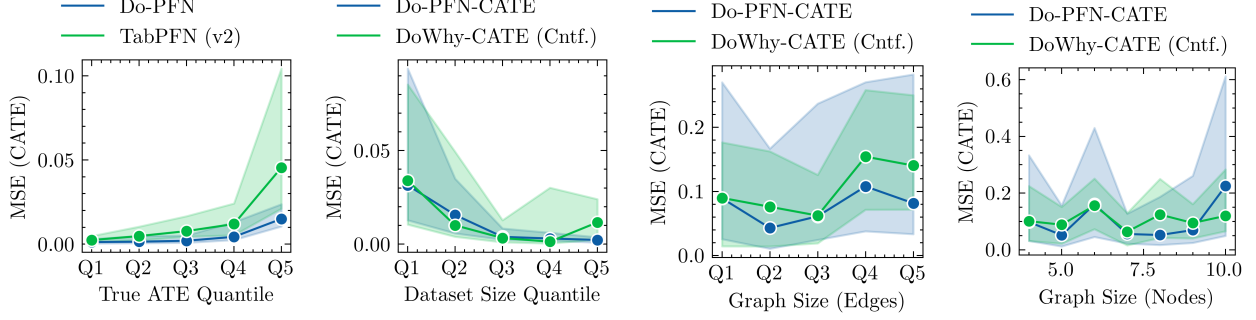 Do-PFN
TabPFN (v2)
MSE (CATE)
0.10
0.05
0.00
Q1 Q2 Q3 Q4 Q5
True ATE Quantile
Do-PFN-CATE
DoWhy-CATE (Cntf.)
MSE (CATE)
0.05
0.00
Q1 Q2 Q3 Q4 Q5
Dataset Size Quantile
Do-PFN-CATE
DoWhy-CATE (Cntf.)
MSE (CATE)
0.2
0.1
0.0
Q1 Q2 Q3 Q4 Q5
Graph Size (Edges)
Do-PFN-CATE
DoWhy-CATE (Cntf.)
MSE (CATE)
0.6
0.4
0.2
0.0
5.0 7.5 10.0
Graph Size (Nodes)